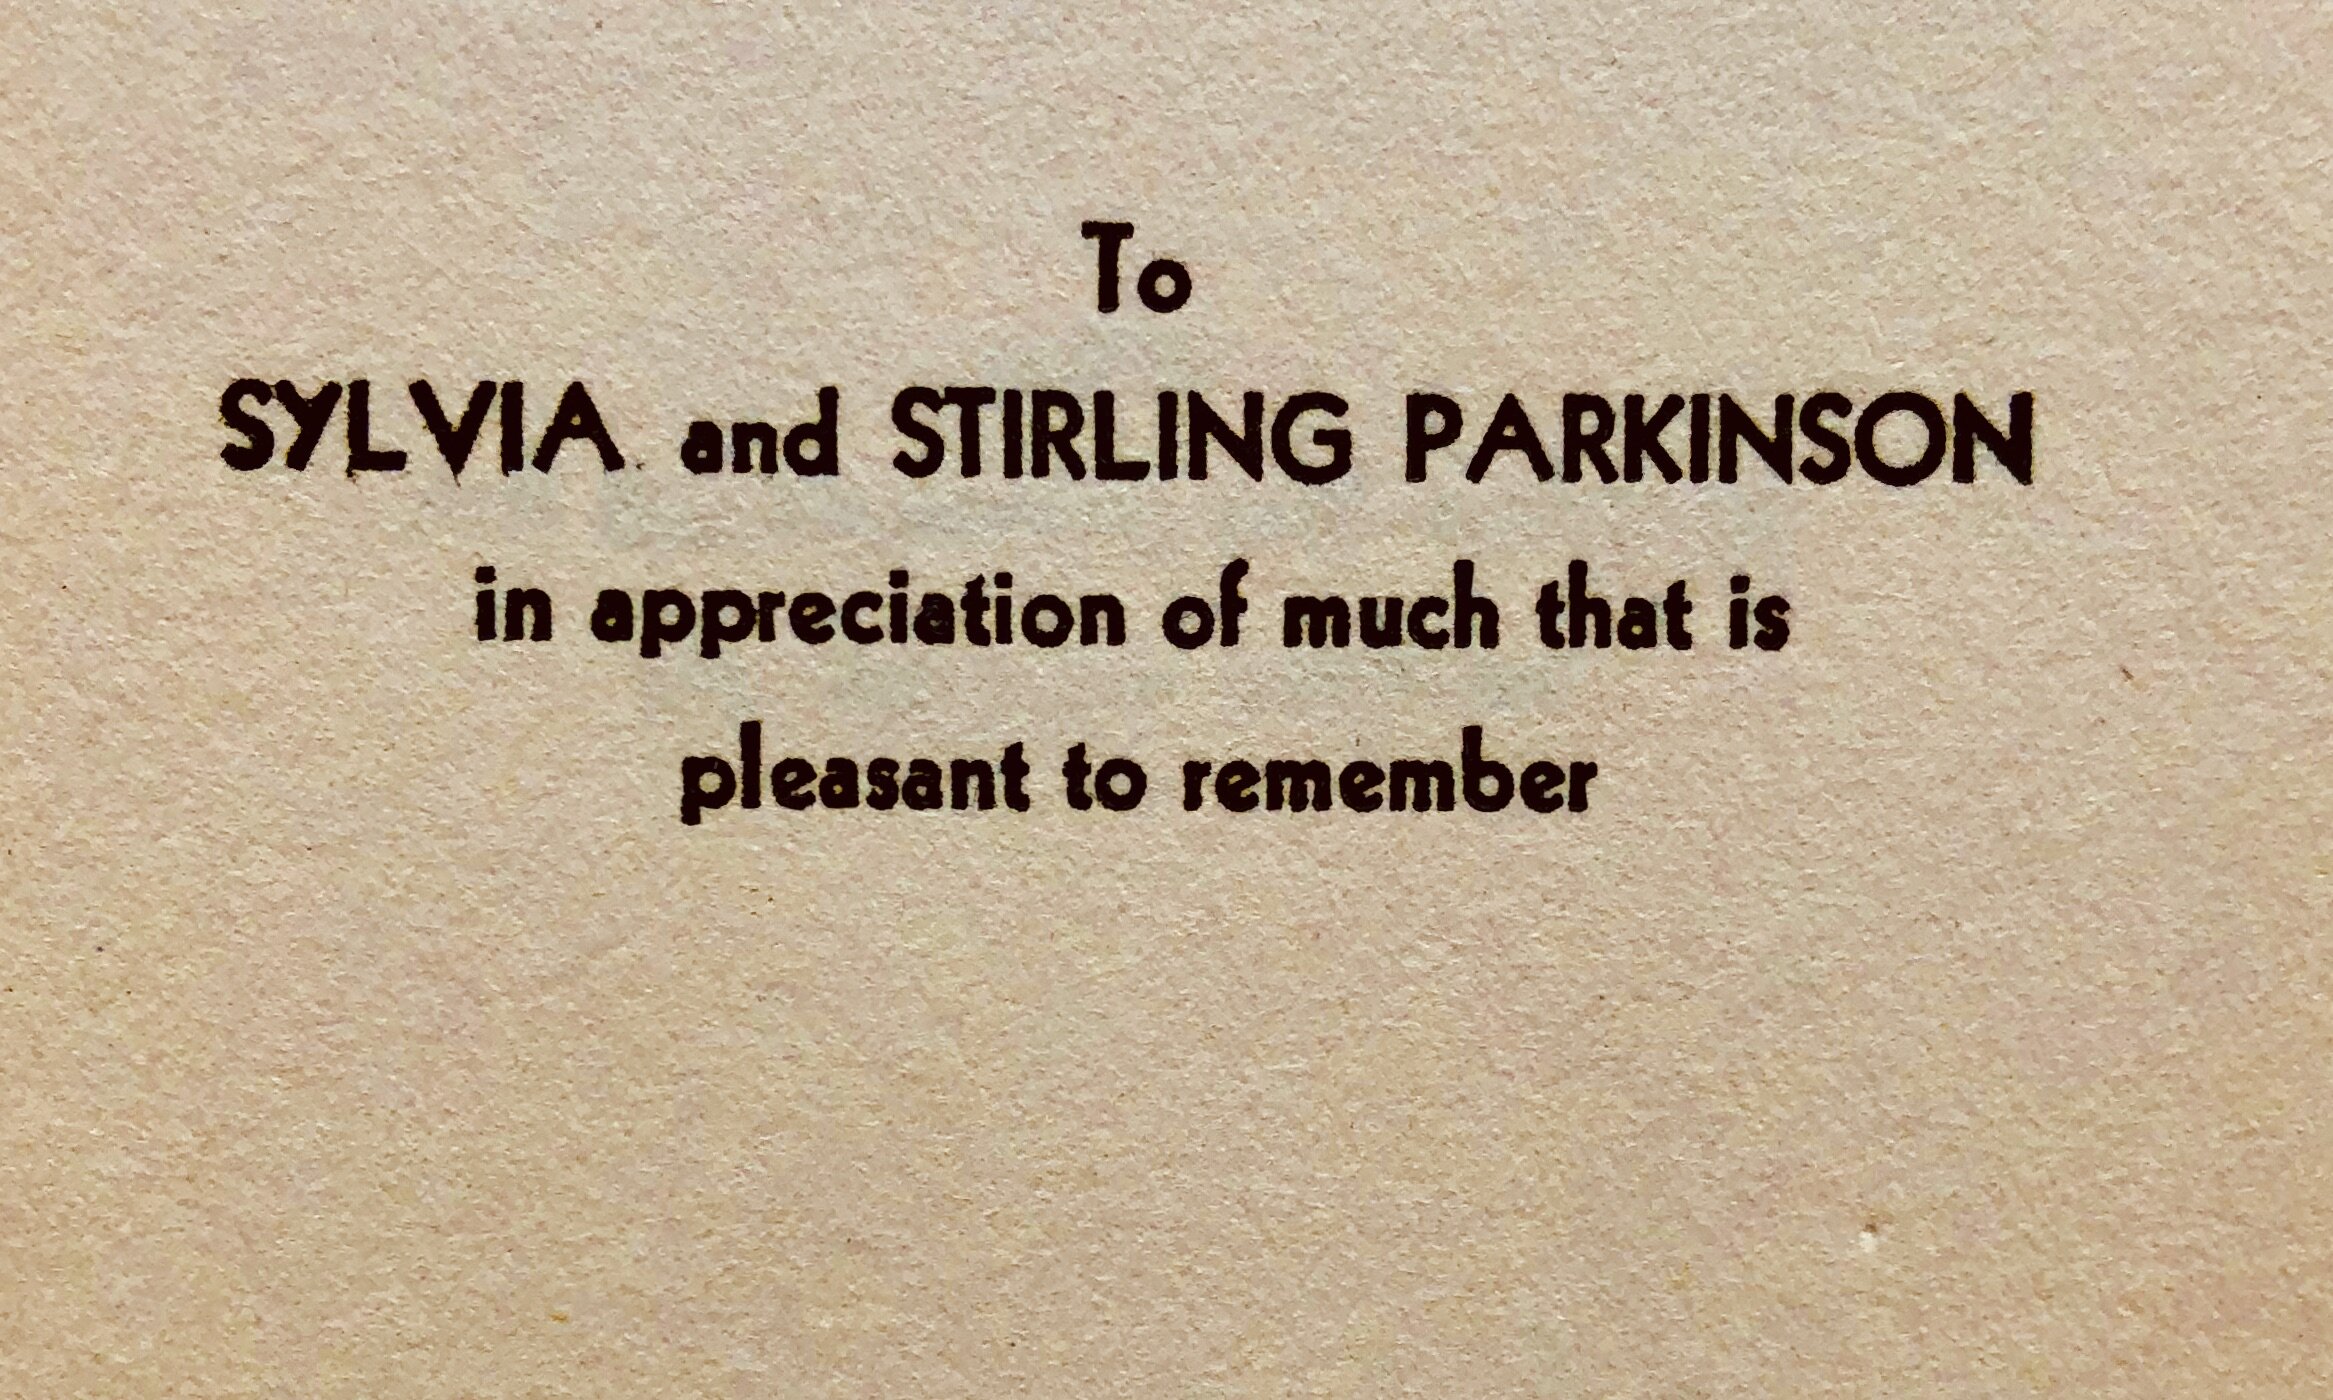 To
SYLVIA and STIRLING PARKINSON
in appreciation of much that is
pleasant to remember